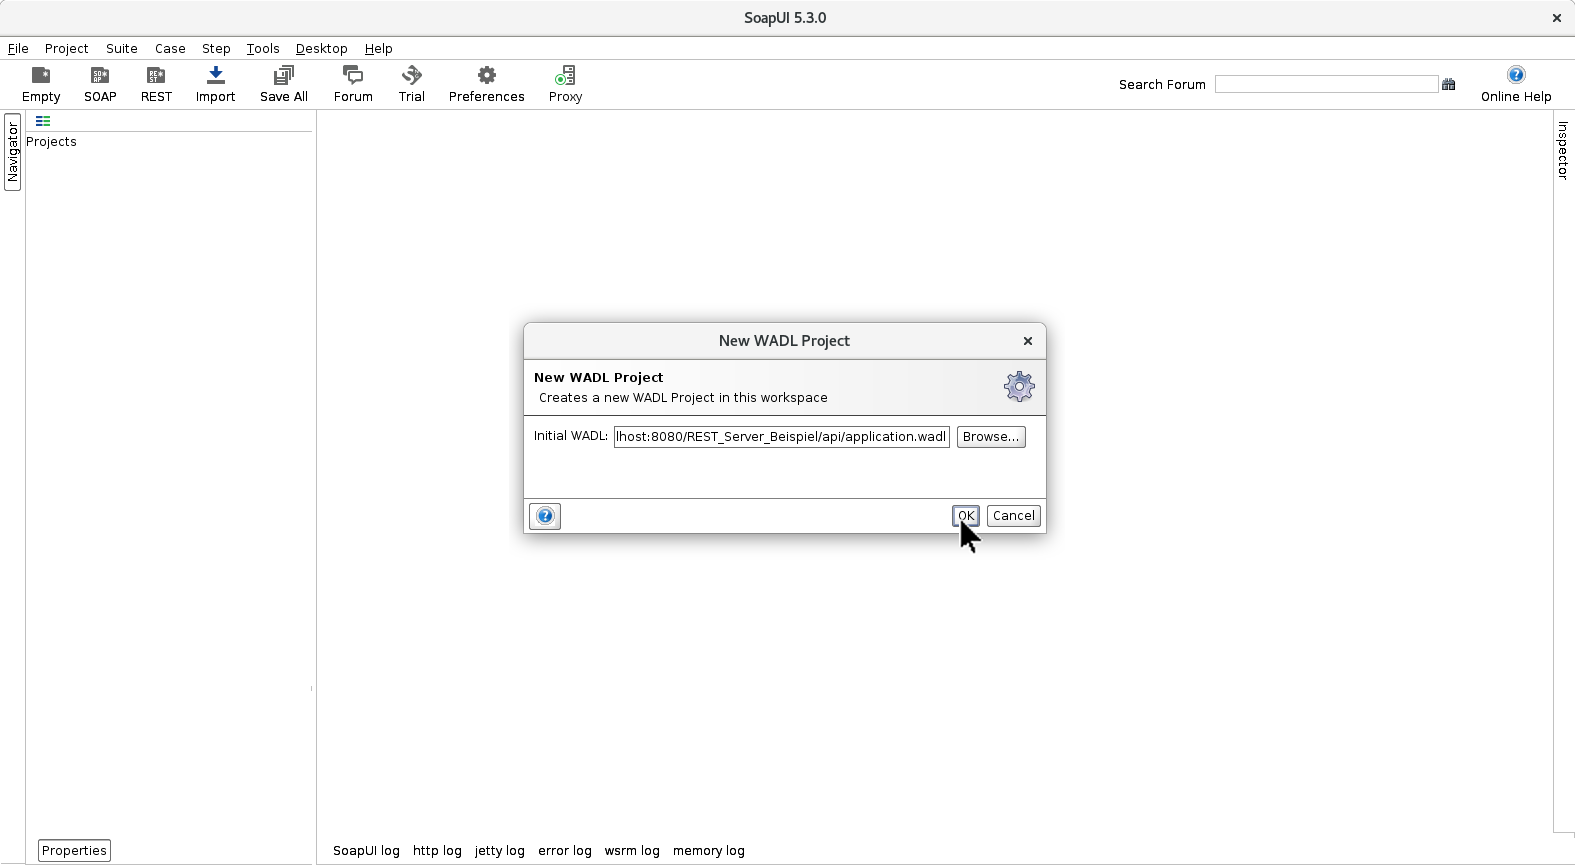 SoapUI 5.3.0
File Project Suite Case Step Tools Desktop Help
Empty SOAP REST Import Save All Forum Trial Preferences Proxy Search Forum Online Help
Navigator
Projects
Inspector
New WADL Project
New WADL Project
Creates a new WADL Project in this workspace
Initial WADL: lhost:8080/REST_Server_Beispiel/api/application.wadl Browse...
OK Cancel
Properties SoapUI log http log jetty log error log wsrm log memory log